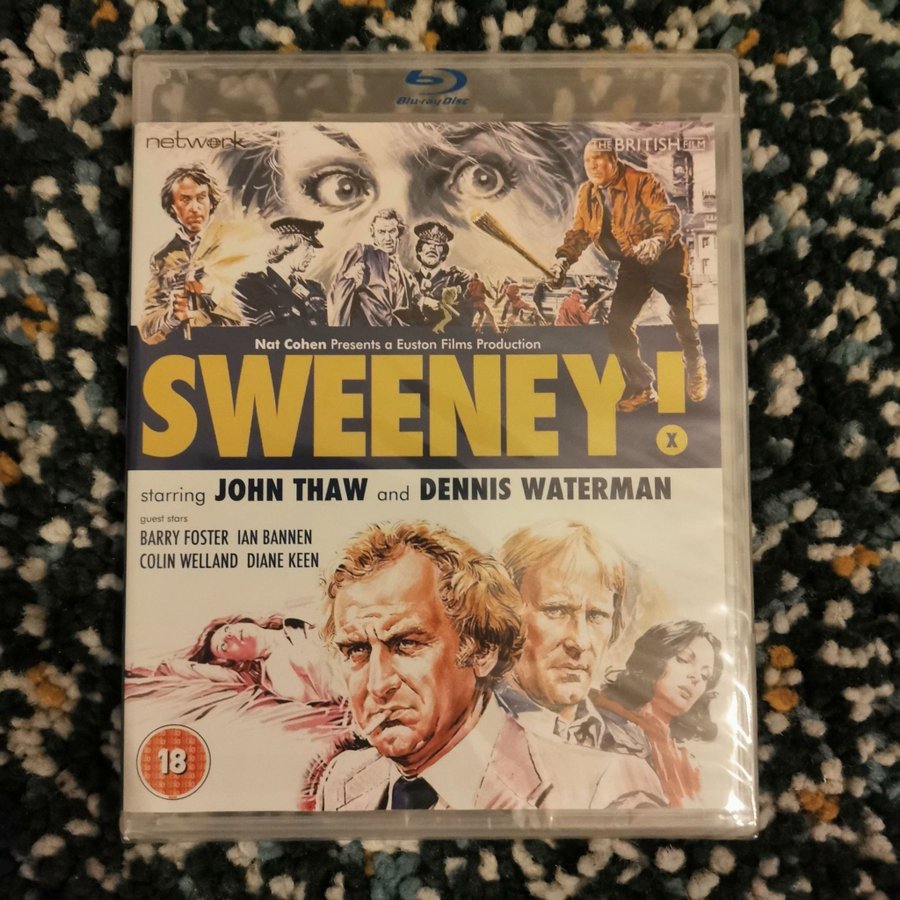 Blu-ray Disc
network
THE BRITISH FILM
Nat Cohen Presents a Euston Films Production
SWEENEY!
X
starring JOHN THAW and DENNIS WATERMAN
guest stars
BARRY FOSTER IAN BANNEN
COLIN WELLAND DIANE KEEN
18